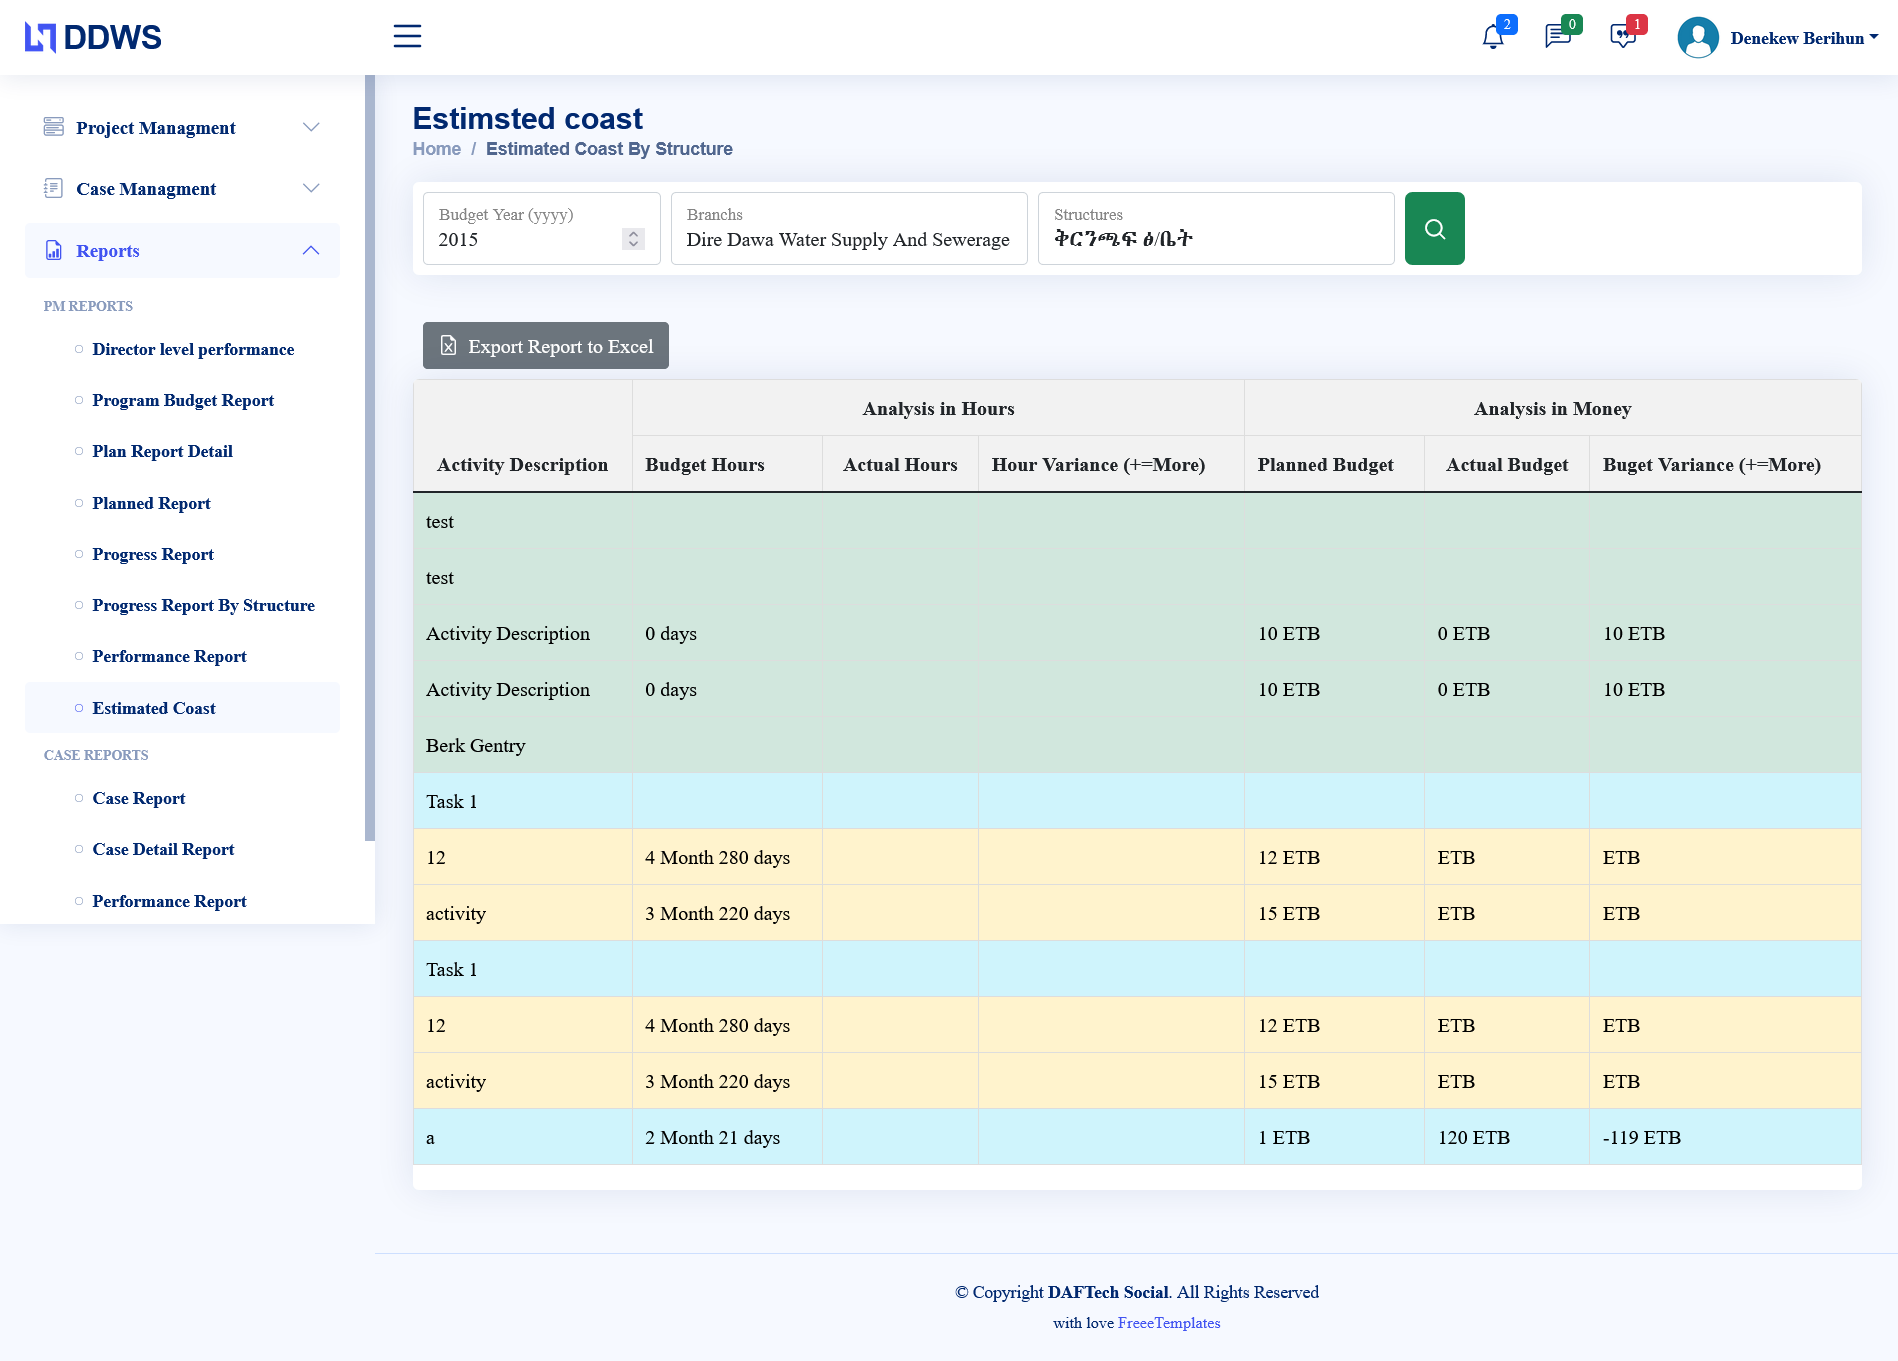 DDWS
2
0
1
Denekew Berihun
Project Managment
Case Managment
Reports
PM REPORTS
Director level performance
Program Budget Report
Plan Report Detail
Planned Report
Progress Report
Progress Report By Structure
Performance Report
Estimated Coast
CASE REPORTS
Case Report
Case Detail Report
Performance Report
Estimsted coast
Home / Estimated Coast By Structure
Budget Year (yyyy)
2015
Branchs
Dire Dawa Water Supply And Sewerage
Structures
ቅርንጫፍ ፅ/ቤት
Export Report to Excel
Analysis in Hours Analysis in Money
Activity Description Budget Hours Actual Hours Hour Variance (+=More) Planned Budget Actual Budget Buget Variance (+=More)
test
test
Activity Description 0 days 10 ETB 0 ETB 10 ETB
Activity Description 0 days 10 ETB 0 ETB 10 ETB
Berk Gentry
Task 1
12 4 Month 280 days 12 ETB ETB ETB
activity 3 Month 220 days 15 ETB ETB ETB
Task 1
12 4 Month 280 days 12 ETB ETB ETB
activity 3 Month 220 days 15 ETB ETB ETB
a 2 Month 21 days 1 ETB 120 ETB -119 ETB
© Copyright DAFTech Social. All Rights Reserved
with love FreeeTemplates